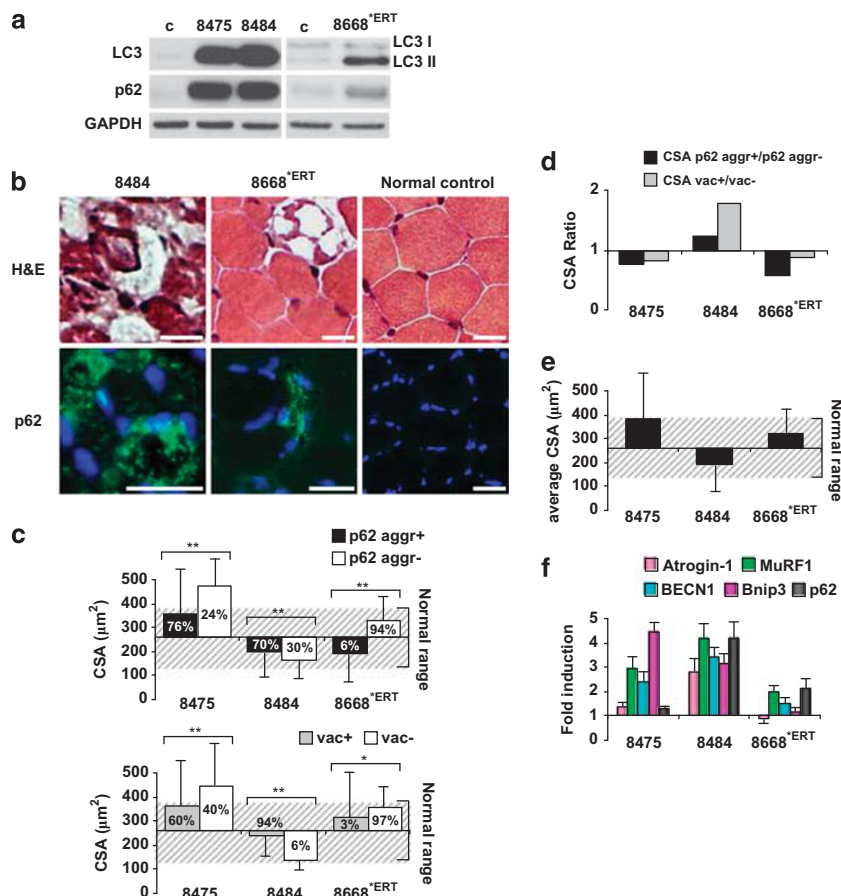 a
c 8475 8484 c 8668*ERT
LC3
LC3 I
LC3 II
p62
GAPDH
b
8484 8668*ERT Normal control
H&E
p62
c
p62 aggr+
p62 aggr-
CSA (µm²)
500
400
300
200
100
0
** ** **
76% 24% 70% 30% 6% 94%
Normal range
8475 8484 8668*ERT
vac+ vac-
CSA (µm²)
500
400
300
200
100
0
** ** *
60% 40% 94% 6% 3% 97%
Normal range
8475 8484 8668*ERT
d
CSA p62 aggr+/p62 aggr-
CSA vac+/vac-
CSA Ratio
2
1
0
8475 8484 8668*ERT
e
average CSA (µm²)
500
400
300
200
100
0
Normal range
8475 8484 8668*ERT
f
Atrogin-1 MuRF1
BECN1 Bnip3 p62
Fold induction
5
4
3
2
1
0
8475 8484 8668*ERT